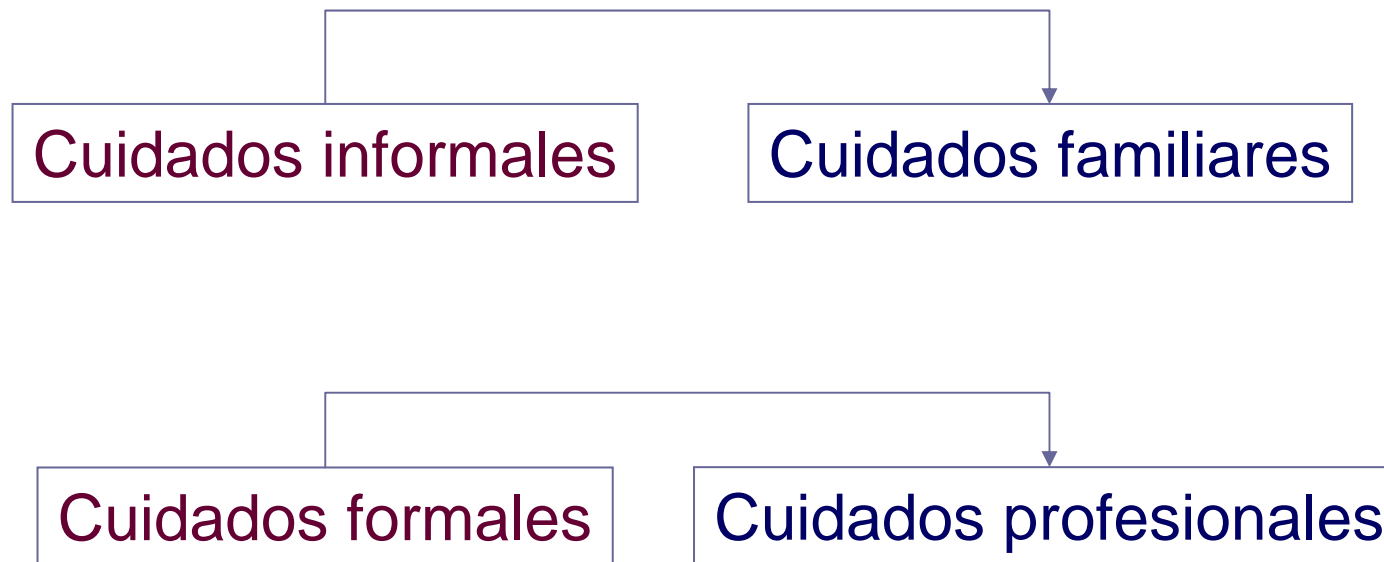 Cuidados informales
Cuidados familiares
Cuidados formales
Cuidados profesionales